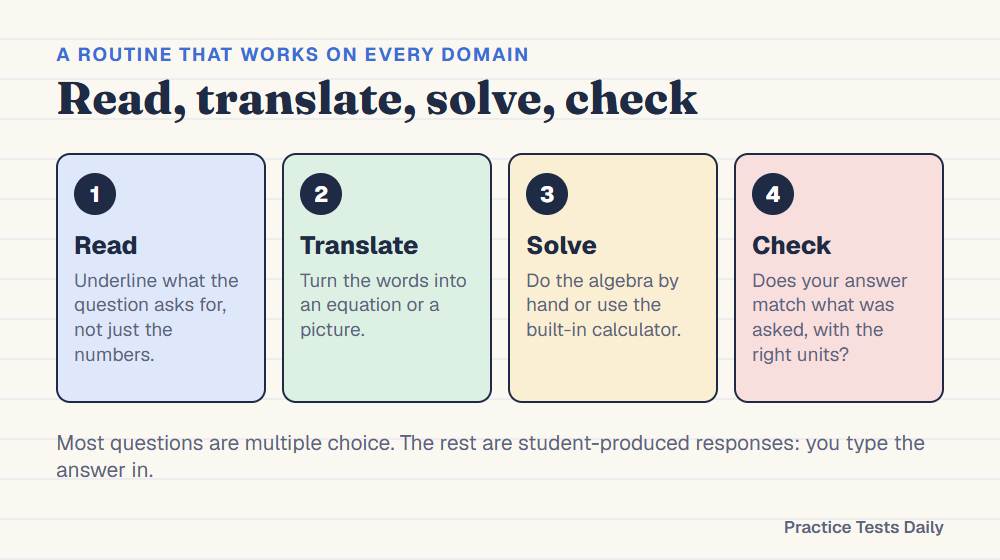 A ROUTINE THAT WORKS ON EVERY DOMAIN
Read, translate, solve, check
1
Read
Underline what the
question asks for,
not just the
numbers.
2
Translate
Turn the words into
an equation or a
picture.
3
Solve
Do the algebra by
hand or use the
built-in calculator.
4
Check
Does your answer
match what was
asked, with the
right units?
Most questions are multiple choice. The rest are student-produced responses: you type the
answer in.
Practice Tests Daily